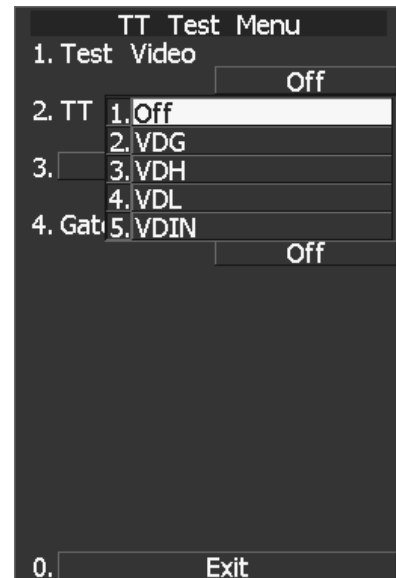 TT Test Menu
1. Test Video
Off
2. TT
1. Off
2. VDG
3. 3. VDH
4. VDL
4. Gat 5. VDIN
Off
0. Exit